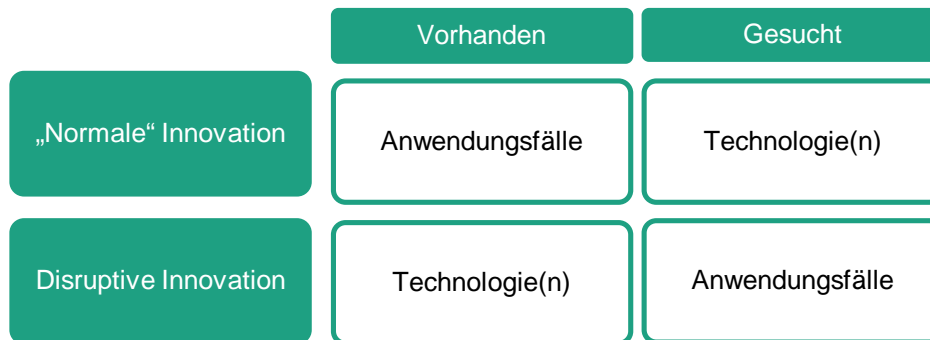 Vorhanden
Gesucht
„Normale“ Innovation
Anwendungsfälle
Technologie(n)
Disruptive Innovation
Technologie(n)
Anwendungsfälle